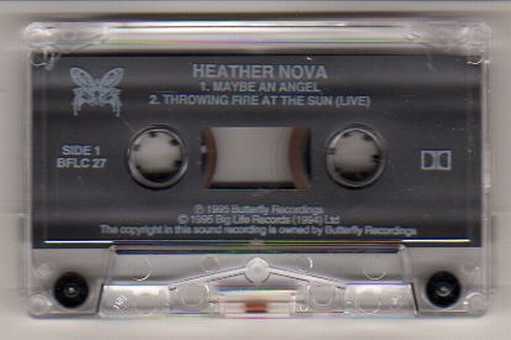 HEATHER NOVA
1. MAYBE AN ANGEL
2. THROWING FIRE AT THE SUN (LIVE)
SIDE 1
BFLC 27
℗ 1995 Butterfly Recordings
© 1995 Big Life Records (1994) Ltd
The copyright in this sound recording is owned by Butterfly Recordings